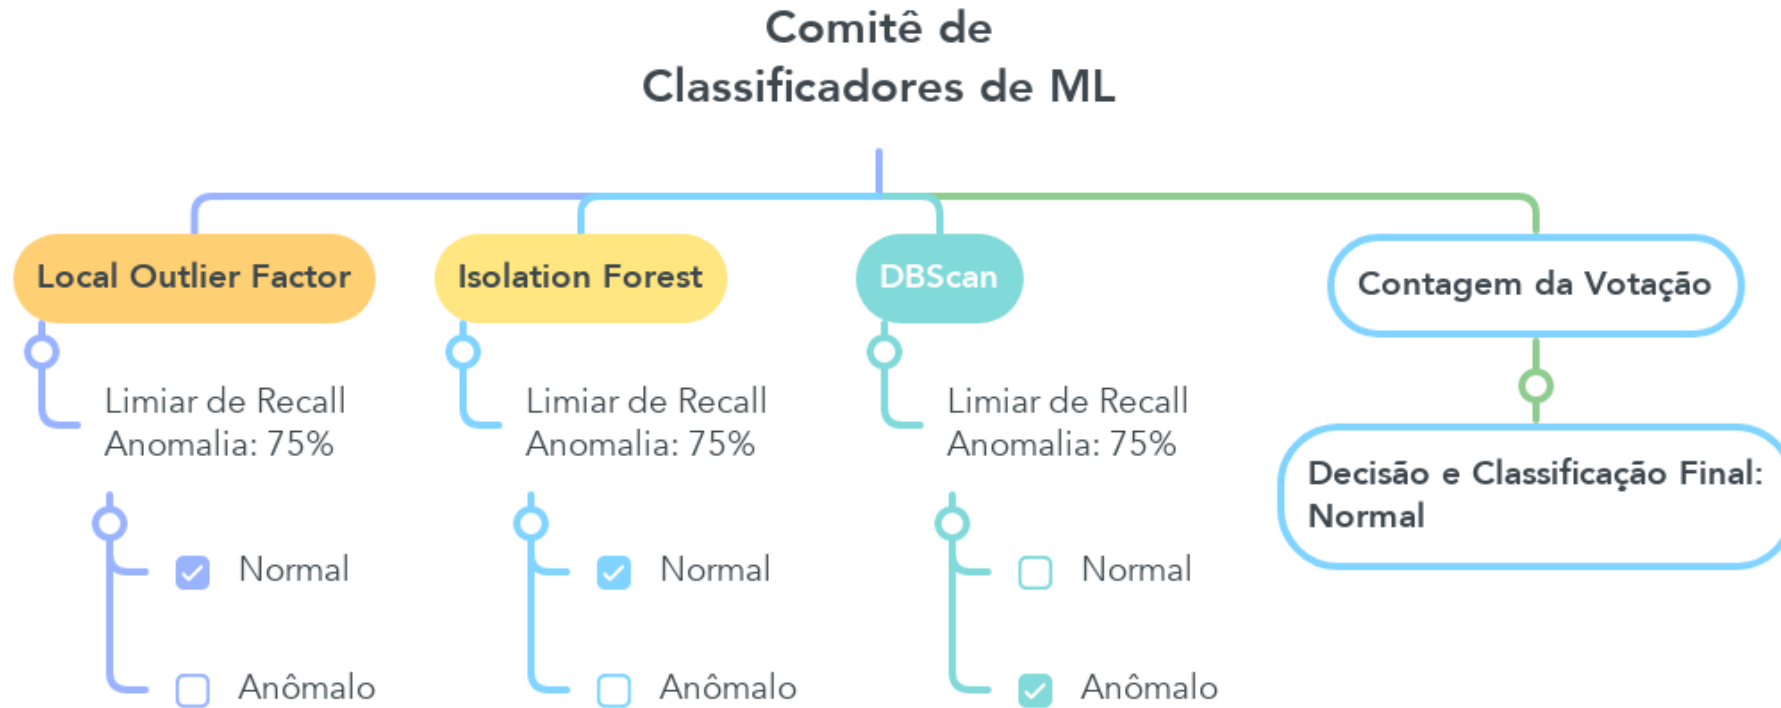 Comitê de
Classificadores de ML
Local Outlier Factor
Limiar de Recall
Anomalia: 75%
Normal
Anômalo
Isolation Forest
Limiar de Recall
Anomalia: 75%
Normal
Anômalo
DBScan
Limiar de Recall
Anomalia: 75%
Normal
Anômalo
Contagem da Votação
Decisão e Classificação Final:
Normal